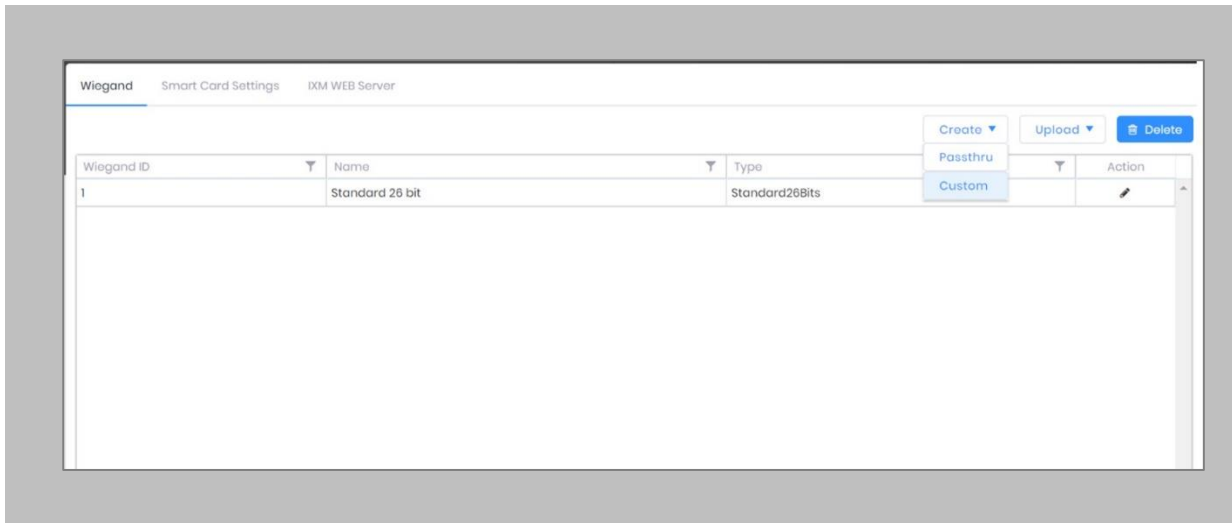 Wiegand Smart Card Settings IXM WEB Server
Create Upload Delete
Wiegand ID Name Type Passthru Action
1 Standard 26 bit Standard26Bits Custom